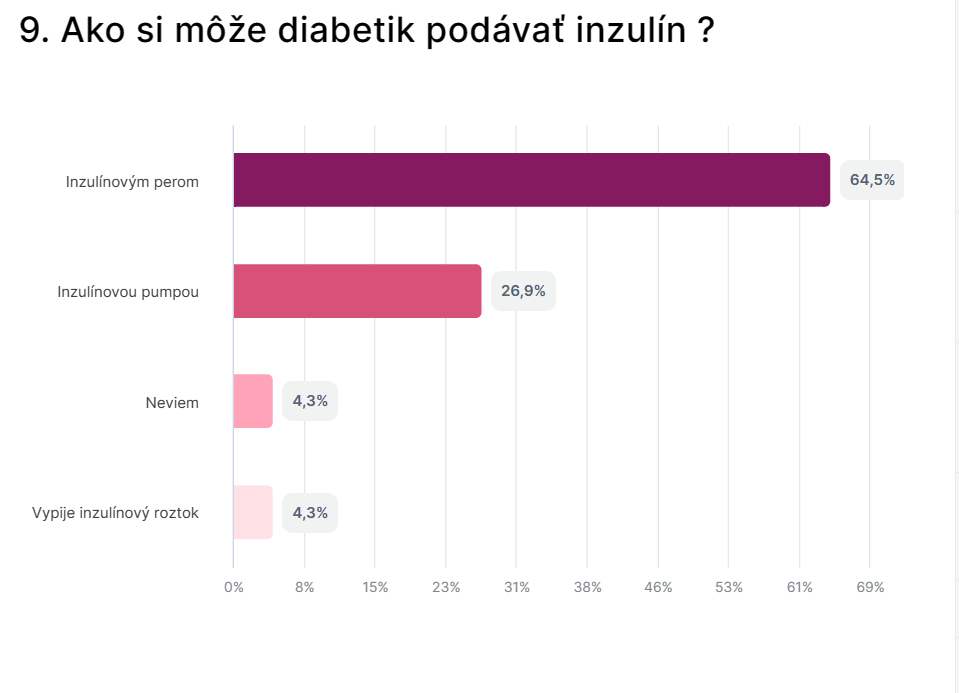 9. Ako si môže diabetik podávať inzulín ?
Inzulínovým perom
64,5%
Inzulínovou pumpou
26,9%
Neviem
4,3%
Vypije inzulínový roztok
4,3%
0% 8% 15% 23% 31% 38% 46% 53% 61% 69%